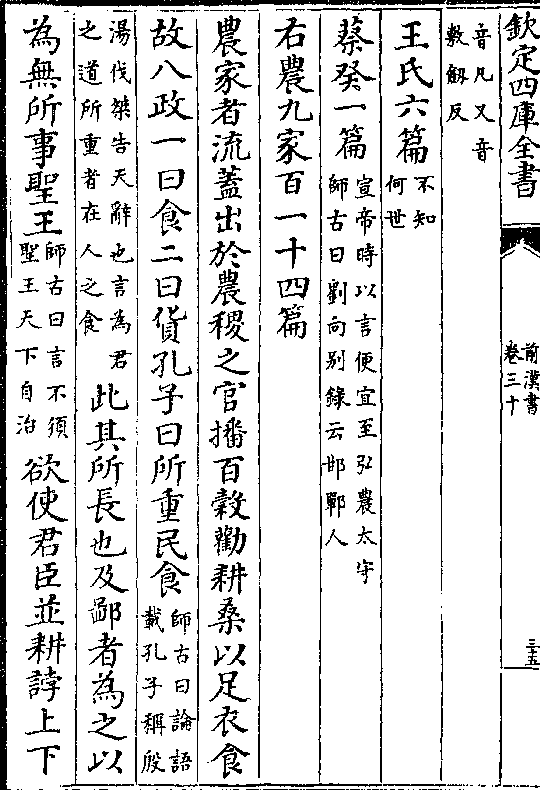 欽定四庫全書
前漢書
卷三十
三五
音凡又音
敷劒反
王氏六篇
不知
何世
蔡癸一篇
宣帝時以言便宜至弘農太守
師古曰劉向别錄云邯鄲人
右農九家百一十四篇
農家者流蓋出於農稷之官播百穀勸耕桑以足衣食
故八政一曰食二曰貨孔子曰所重民食
師古曰論語
載孔子稱殷
湯伐桀告天辭也言為君
之道所重者在人之食
此其所長也及鄙者為之以
為無所事聖王
師古曰言不須
聖王天下自治
欲使君臣並耕誖上下